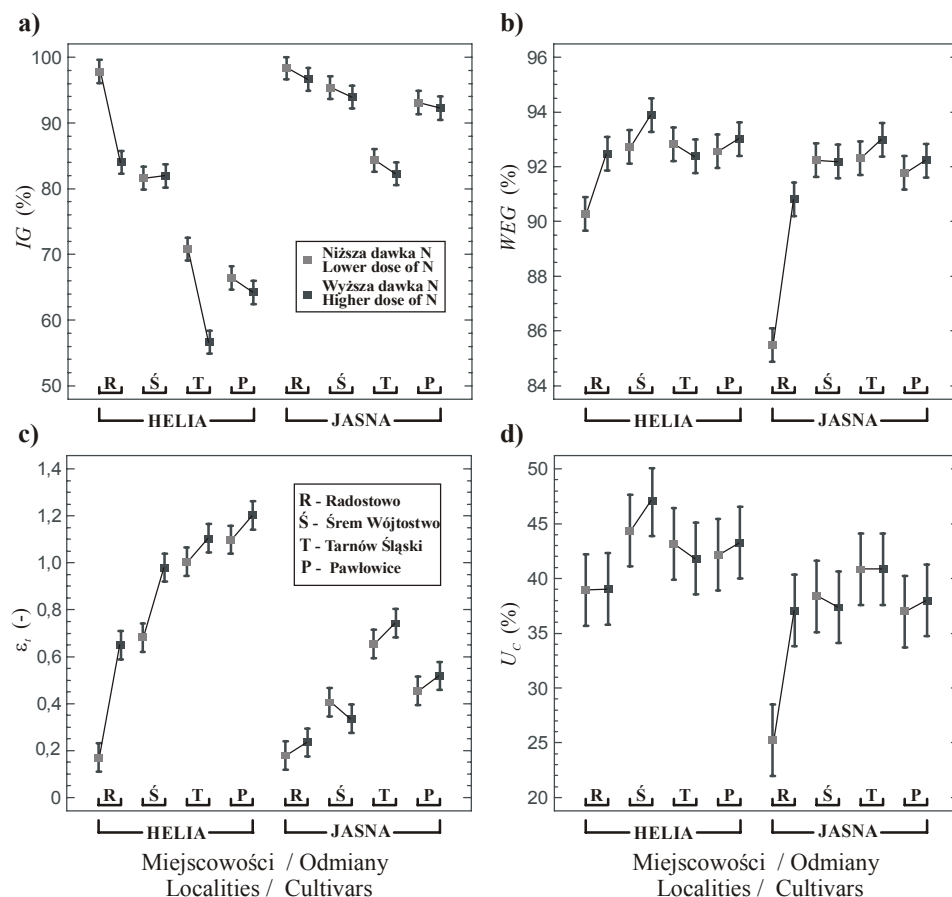 a)
IG (%)
100
90
80
70
60
50
Niższa dawka N
Lower dose of N
Wyższa dawka N
Higher dose of N
R Ś T P R Ś T P
HELIA JASNA
b)
WEG (%)
96
94
92
90
88
86
84
R Ś T P R Ś T P
HELIA JASNA
c)
εt (-)
1,4
1,2
1,0
0,8
0,6
0,4
0,2
0
R - Radostowo
Ś - Śrem Wójtostwo
T - Tarnów Śląski
P - Pawłowice
R Ś T P R Ś T P
HELIA JASNA
Miejscowości / Odmiany
Localities / Cultivars
d)
UC (%)
50
45
40
35
30
25
20
R Ś T P R Ś T P
HELIA JASNA
Miejscowości / Odmiany
Localities / Cultivars